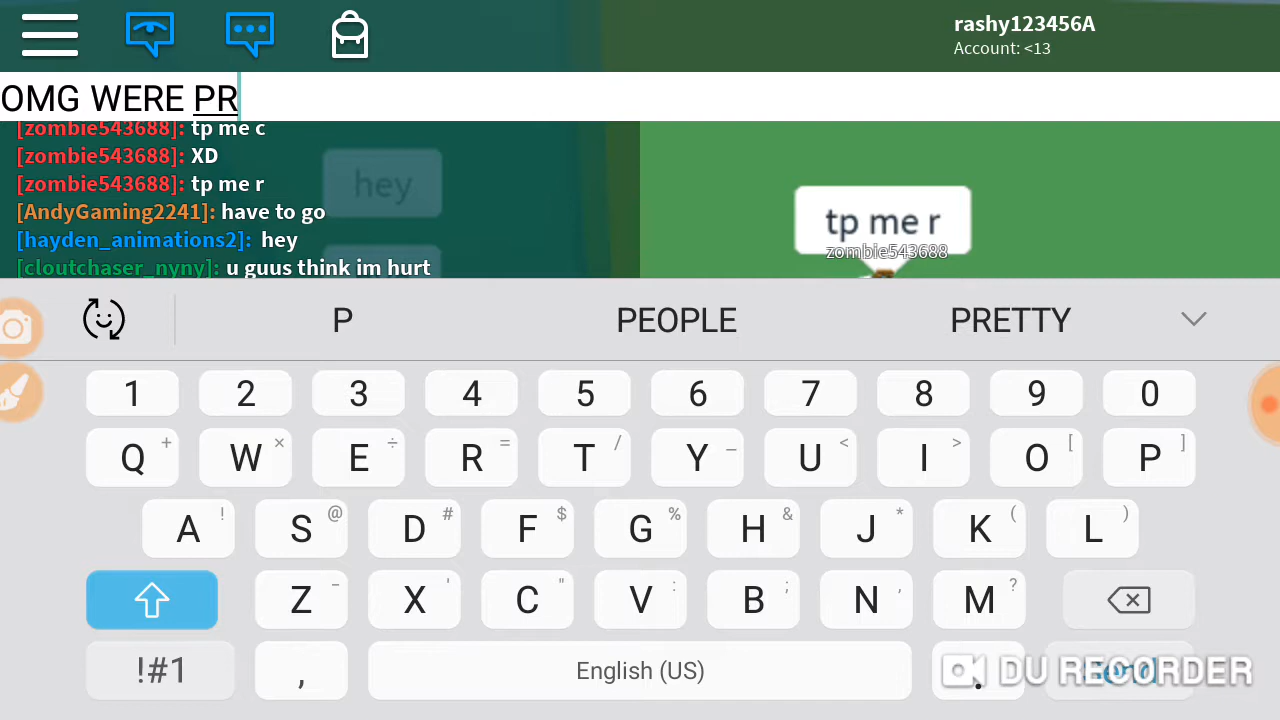 rashy123456A
Account: <13
OMG WERE PR
[zombie543688]: tp me c
[zombie543688]: XD
[zombie543688]: tp me r
[AndyGaming2241]: have to go
[hayden_animations2]: hey
[cloutchaser_nyny]: u guus think im hurt
hey
tp me r
zombie543688
P PEOPLE PRETTY
1 2 3 4 5 6 7 8 9 0
Q + W × E ÷ R = T / Y _ U < I > O [ P ]
A ! S @ D # F $ G % H & J * K ( L )
Z - X ' C " V : B ; N , M ?
!#1 , English (US) .
DU RECORDER